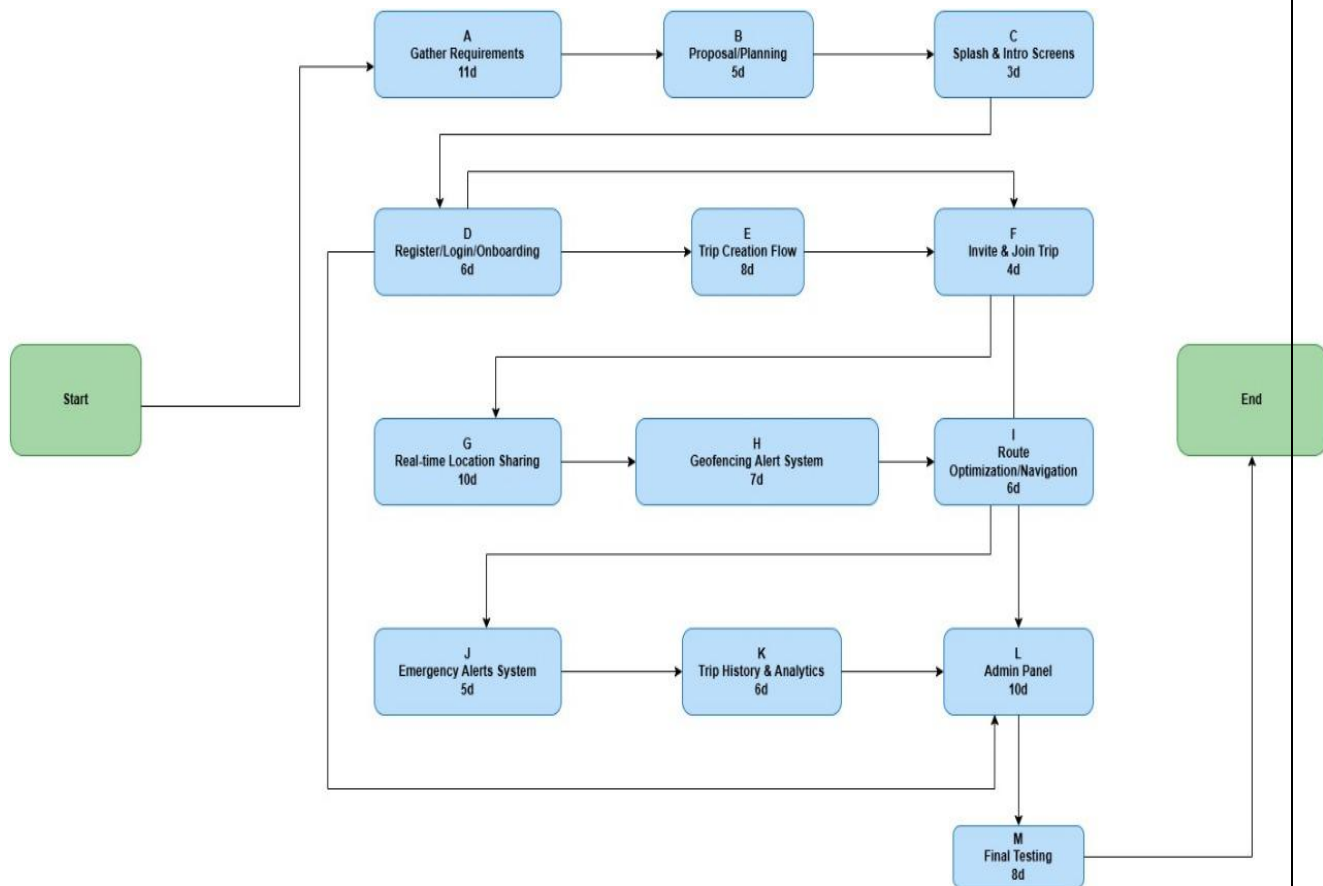 A
Gather Requirements
11d
B
Proposal/Planning
5d
C
Splash & Intro Screens
3d
D
Register/Login/Onboarding
6d
E
Trip Creation Flow
8d
F
Invite & Join Trip
4d
Start
End
G
Real-time Location Sharing
10d
H
Geofencing Alert System
7d
I
Route
Optimization/Navigation
6d
J
Emergency Alerts System
5d
K
Trip History & Analytics
6d
L
Admin Panel
10d
M
Final Testing
8d